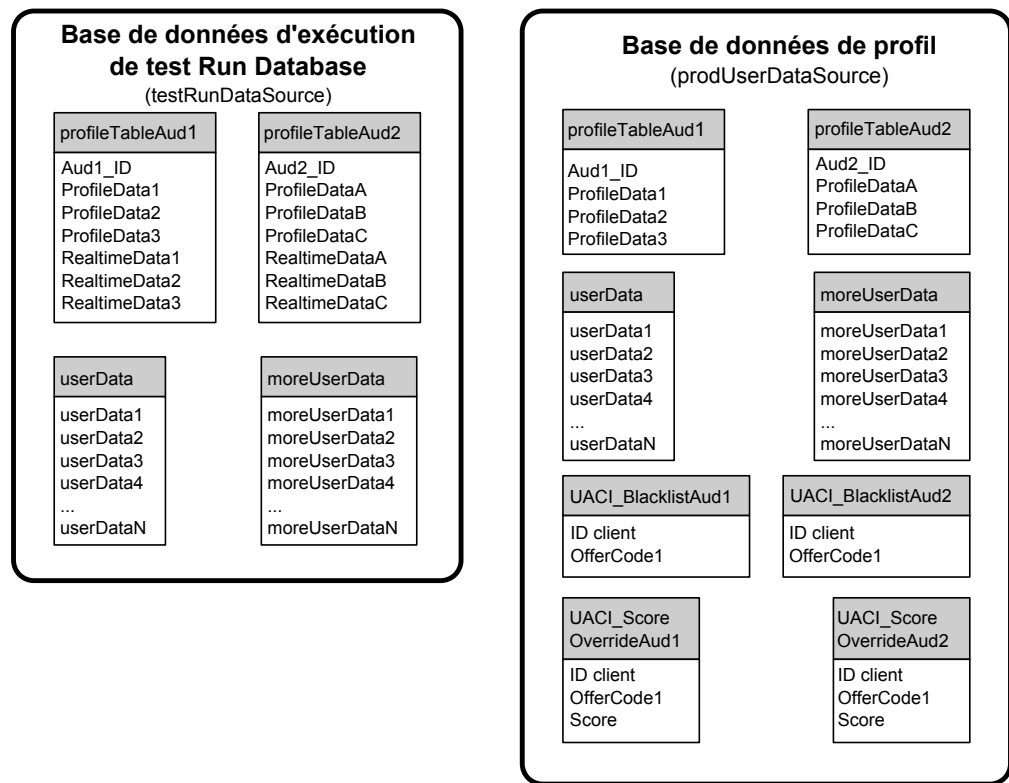 Base de données d'exécution
de test Run Database
(testRunDataSource)
profileTableAud1
Aud1_ID
ProfileData1
ProfileData2
ProfileData3
RealtimeData1
RealtimeData2
RealtimeData3
profileTableAud2
Aud2_ID
ProfileDataA
ProfileDataB
ProfileDataC
RealtimeDataA
RealtimeDataB
RealtimeDataC
userData
userData1
userData2
userData3
userData4
...
userDataN
moreUserData
moreUserData1
moreUserData2
moreUserData3
moreUserData4
...
moreUserDataN
Base de données de profil
(prodUserDataSource)
profileTableAud1
Aud1_ID
ProfileData1
ProfileData2
ProfileData3
profileTableAud2
Aud2_ID
ProfileDataA
ProfileDataB
ProfileDataC
userData
userData1
userData2
userData3
userData4
...
userDataN
moreUserData
moreUserData1
moreUserData2
moreUserData3
moreUserData4
...
moreUserDataN
UACI_BlacklistAud1
ID client
OfferCode1
UACI_BlacklistAud2
ID client
OfferCode1
UACI_Score
OverrideAud1
ID client
OfferCode1
Score
UACI_Score
OverrideAud2
ID client
OfferCode1
Score